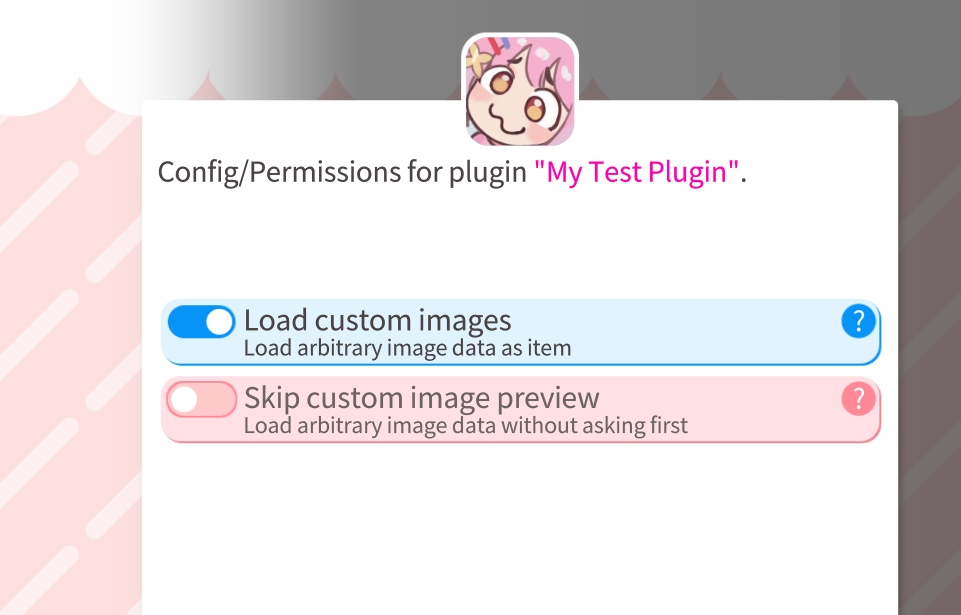 Config/Permissions for plugin "My Test Plugin".
Load custom images
?
Load arbitrary image data as item
Skip custom image preview
?
Load arbitrary image data without asking first